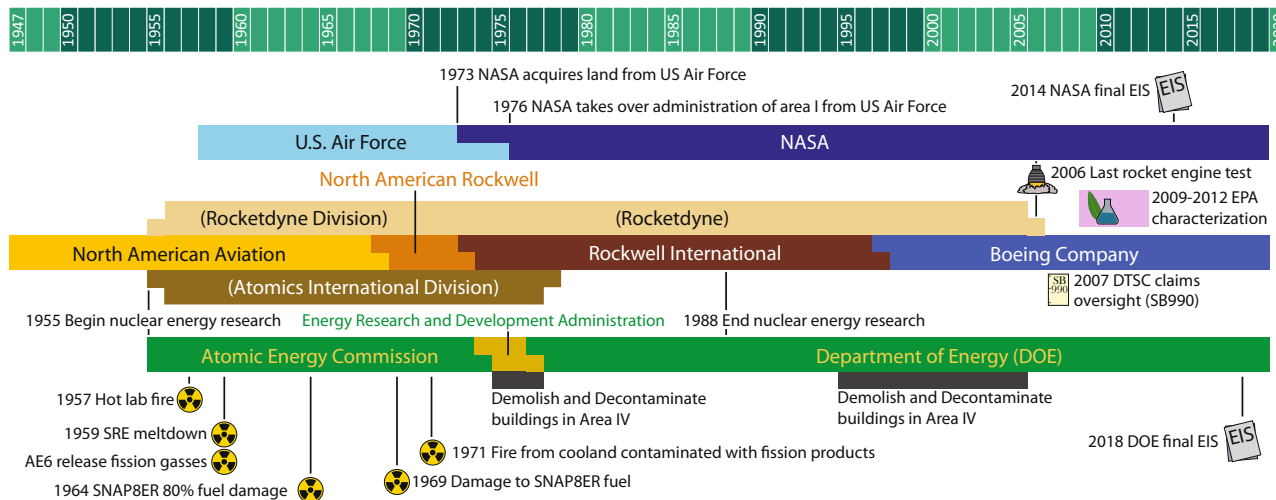 1947 1950 1955 1960 1965 1970 1975 1980 1985 1990 1995 2000 2005 2010 2015
1973 NASA acquires land from US Air Force
2014 NASA final EIS
EIS
1976 NASA takes over administration of area I from US Air Force
U.S. Air Force
NASA
North American Rockwell
2006 Last rocket engine test
2009-2012 EPA
characterization
(Rocketdyne Division)
(Rocketdyne)
North American Aviation
Rockwell International
Boeing Company
(Atomics International Division)
SB
990
2007 DTSC claims
oversight (SB990)
1955 Begin nuclear energy research
Energy Research and Development Administration
1988 End nuclear energy research
Atomic Energy Commission
Department of Energy (DOE)
1957 Hot lab fire
Demolish and Decontaminate
buildings in Area IV
Demolish and Decontaminate
buildings in Area IV
1959 SRE meltdown
2018 DOE final EIS
EIS
AE6 release fission gasses
1971 Fire from cooland contaminated with fission products
1964 SNAP8ER 80% fuel damage
1969 Damage to SNAP8ER fuel